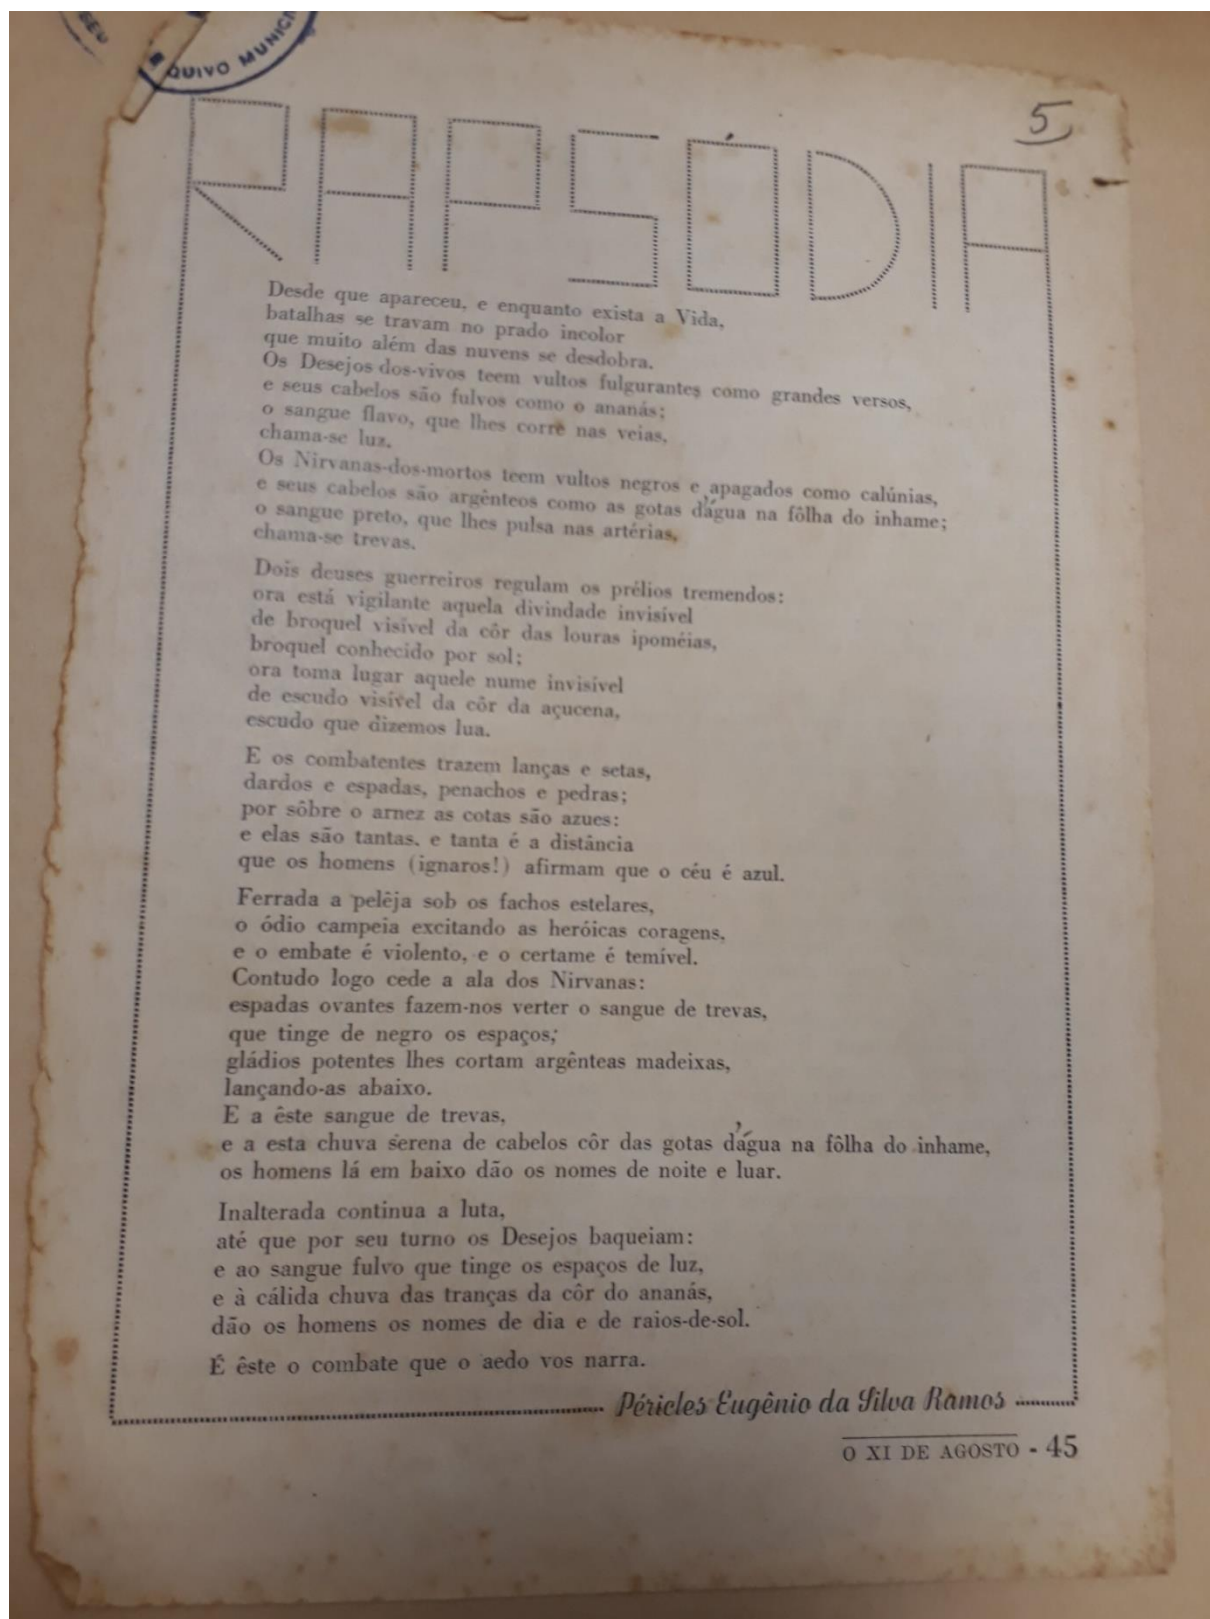 SEU
QUIVO MUNICI
5
RAPSÓDIA
Desde que apareceu, e enquanto exista a Vida,
batalhas se travam no prado incolor
que muito além das nuvens se desdobra.
Os Desejos dos-vivos teem vultos fulgurantes como grandes versos,
e seus cabelos são fulvos como o ananás;
o sangue flavo, que lhes corre nas veias,
chama-se luz.
Os Nirvanas-dos-mortos teem vultos negros e apagados como calúnias,
e seus cabelos são argênteos como as gotas d'água na fôlha do inhame;
o sangue preto, que lhes pulsa nas artérias,
chama-se trevas.
Dois deuses guerreiros regulam os prélios tremendos:
ora está vigilante aquela divindade invisível
de broquel visível da côr das louras ipoméias,
broquel conhecido por sol;
ora toma lugar aquele nume invisível
de escudo visível da côr da açucena,
escudo que dizemos lua.
E os combatentes trazem lanças e setas,
dardos e espadas, penachos e pedras;
por sôbre o arnez as cotas são azues:
e elas são tantas, e tanta é a distância
que os homens (ignaros!) afirmam que o céu é azul.
Ferrada a pelêja sob os fachos estelares,
o ódio campeia excitando as heróicas coragens,
e o embate é violento, e o certame é temível.
Contudo logo cede a ala dos Nirvanas:
espadas ovantes fazem-nos verter o sangue de trevas,
que tinge de negro os espaços;
gládios potentes lhes cortam argênteas madeixas,
lançando-as abaixo.
E a êste sangue de trevas,
e a esta chuva serena de cabelos côr das gotas d'água na fôlha do inhame,
os homens lá em baixo dão os nomes de noite e luar.
Inalterada continua a luta,
até que por seu turno os Desejos baqueiam:
e ao sangue fulvo que tinge os espaços de luz,
e à cálida chuva das tranças da côr do ananás,
dão os homens os nomes de dia e de raios-de-sol.
É êste o combate que o aedo vos narra.
Péricles Eugênio da Silva Ramos
O XI DE AGOSTO - 45